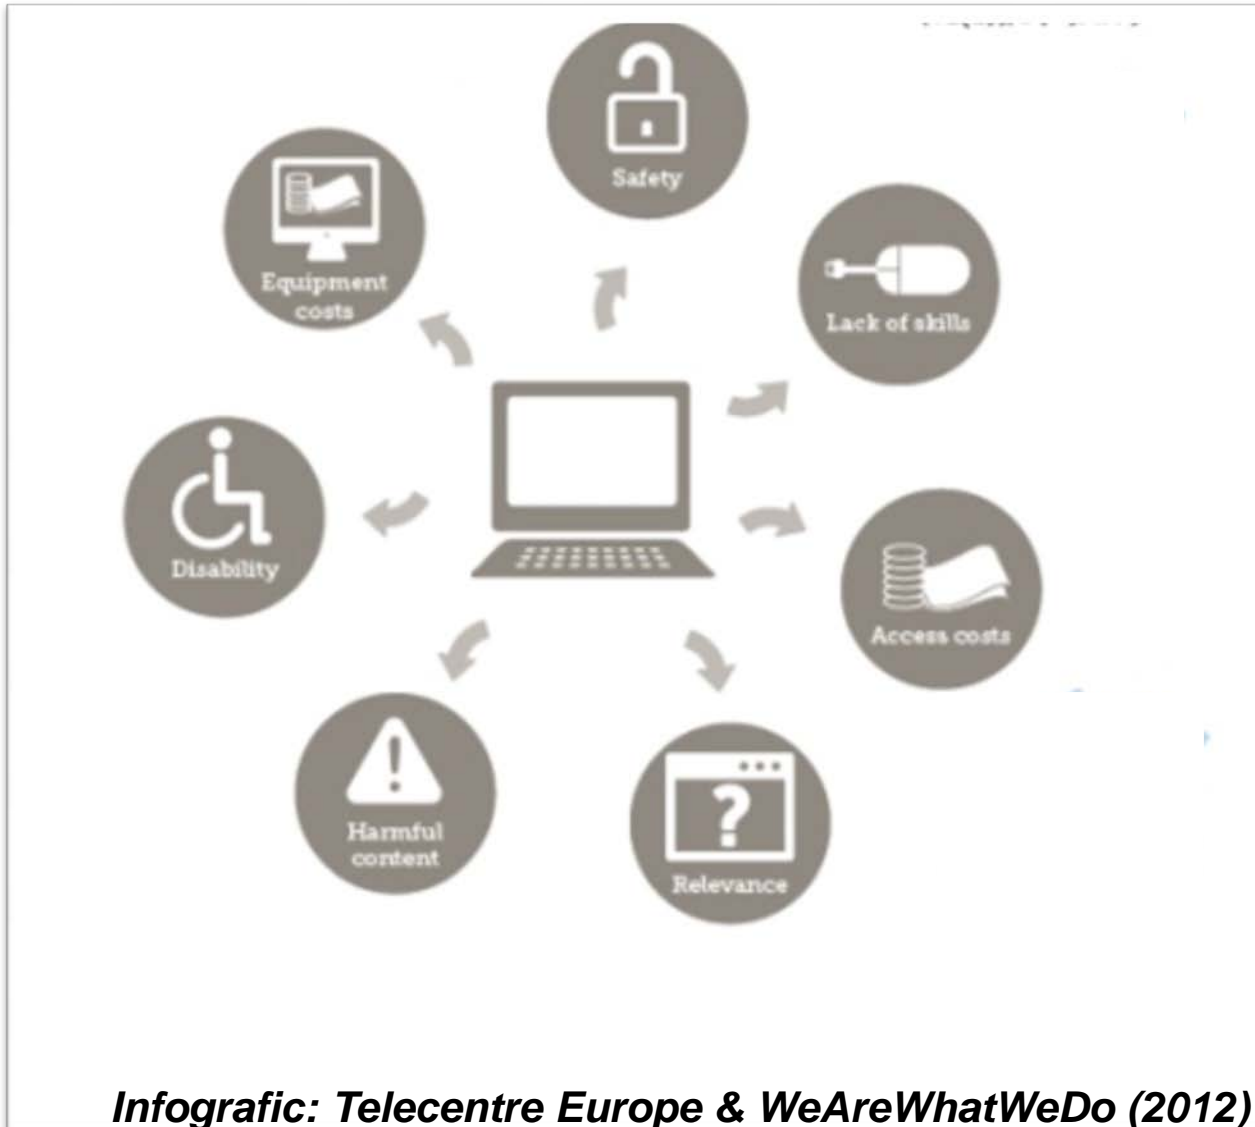 Safety
Equipment
costs
Lack of skills
Disability
Access costs
Harmful
content
Relevance
Infografic: Telecentre Europe & WeAreWhatWeDo (2012)